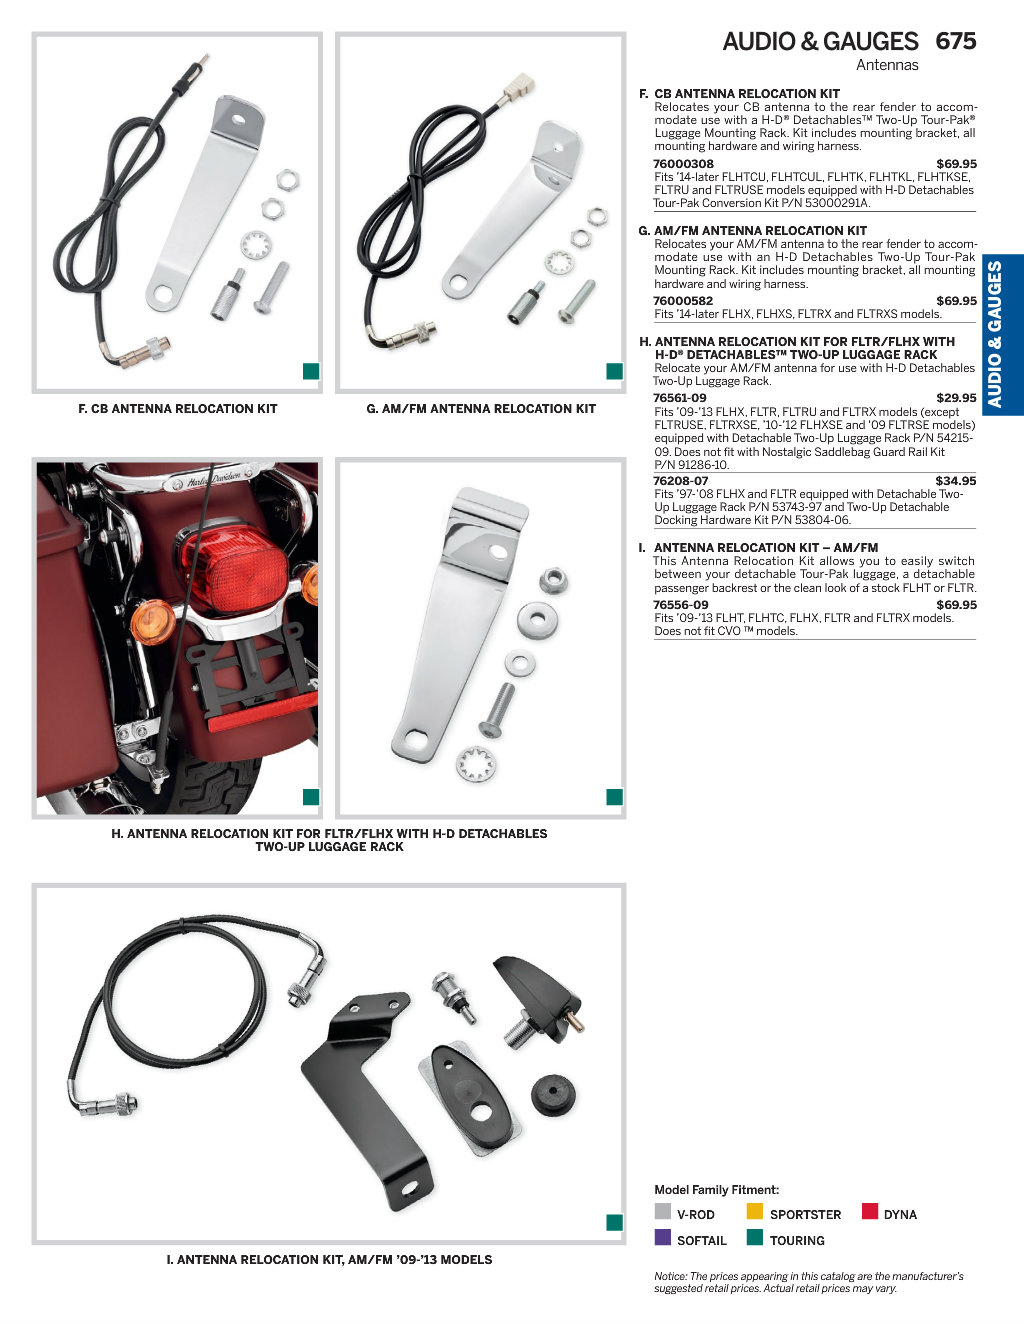 AUDIO & GAUGES 675
Antennas
F. CB ANTENNA RELOCATION KIT
Relocates your CB antenna to the rear fender to accom-
modate use with a H-D® Detachables™ Two-Up Tour-Pak®
Luggage Mounting Rack. Kit includes mounting bracket, all
mounting hardware and wiring harness.
76000308 $69.95
Fits ’14-later FLHTCU, FLHTCUL, FLHTK, FLHTKL, FLHTKSE,
FLTRU and FLTRUSE models equipped with H-D Detachables
Tour-Pak Conversion Kit P/N 53000291A.
G. AM/FM ANTENNA RELOCATION KIT
Relocates your AM/FM antenna to the rear fender to accom-
modate use with an H-D Detachables Two-Up Tour-Pak
Mounting Rack. Kit includes mounting bracket, all mounting
hardware and wiring harness.
76000582 $69.95
Fits ’14-later FLHX, FLHXS, FLTRX and FLTRXS models.
H. ANTENNA RELOCATION KIT FOR FLTR/FLHX WITH
H-D® DETACHABLES™ TWO-UP LUGGAGE RACK
Relocate your AM/FM antenna for use with H-D Detachables
Two-Up Luggage Rack.
76561-09 $29.95
Fits ’09-’13 FLHX, FLTR, FLTRU and FLTRX models (except
FLTRUSE, FLTRXSE, ’10-’12 FLHXSE and ‘09 FLTRSE models)
equipped with Detachable Two-Up Luggage Rack P/N 54215-
09. Does not fit with Nostalgic Saddlebag Guard Rail Kit
P/N 91286-10.
76208-07 $34.95
Fits ’97-’08 FLHX and FLTR equipped with Detachable Two-
Up Luggage Rack P/N 53743-97 and Two-Up Detachable
Docking Hardware Kit P/N 53804-06.
I. ANTENNA RELOCATION KIT – AM/FM
This Antenna Relocation Kit allows you to easily switch
between your detachable Tour-Pak luggage, a detachable
passenger backrest or the clean look of a stock FLHT or FLTR.
76556-09 $69.95
Fits ’09-’13 FLHT, FLHTC, FLHX, FLTR and FLTRX models.
Does not fit CVO ™ models.
AUDIO & GAUGES
F. CB ANTENNA RELOCATION KIT
G. AM/FM ANTENNA RELOCATION KIT
Harley-Davidson
H. ANTENNA RELOCATION KIT FOR FLTR/FLHX WITH H-D DETACHABLES
TWO-UP LUGGAGE RACK
I. ANTENNA RELOCATION KIT, AM/FM ’09-’13 MODELS
Model Family Fitment:
V-ROD SPORTSTER DYNA
SOFTAIL TOURING
Notice: The prices appearing in this catalog are the manufacturer’s
suggested retail prices. Actual retail prices may vary.